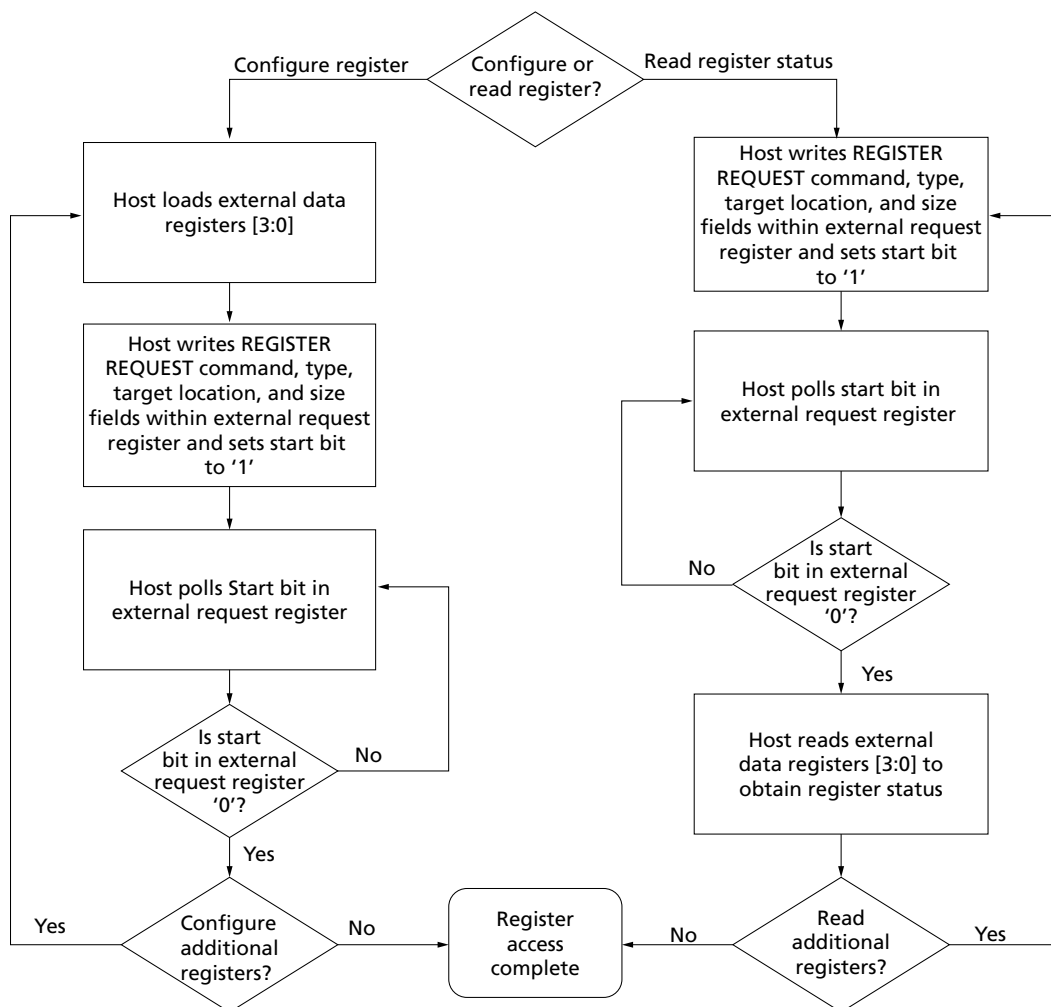 Configure register
Configure or
read register?
Read register status
Host loads external data
registers [3:0]
Host writes REGISTER
REQUEST command, type,
target location, and size
fields within external request
register and sets start bit
to ‘1’
Host polls Start bit in
external request register
Is start
bit in external
request register
‘0’?
No
Yes
Configure
additional
registers?
Yes
No
Host writes REGISTER
REQUEST command, type,
target location, and size
fields within external request
register and sets start bit
to ‘1’
Host polls start bit in
external request register
Is start
bit in external
request register
‘0’?
No
Yes
Host reads external
data registers [3:0] to
obtain register status
Read
additional
registers?
No
Yes
Register
access
complete